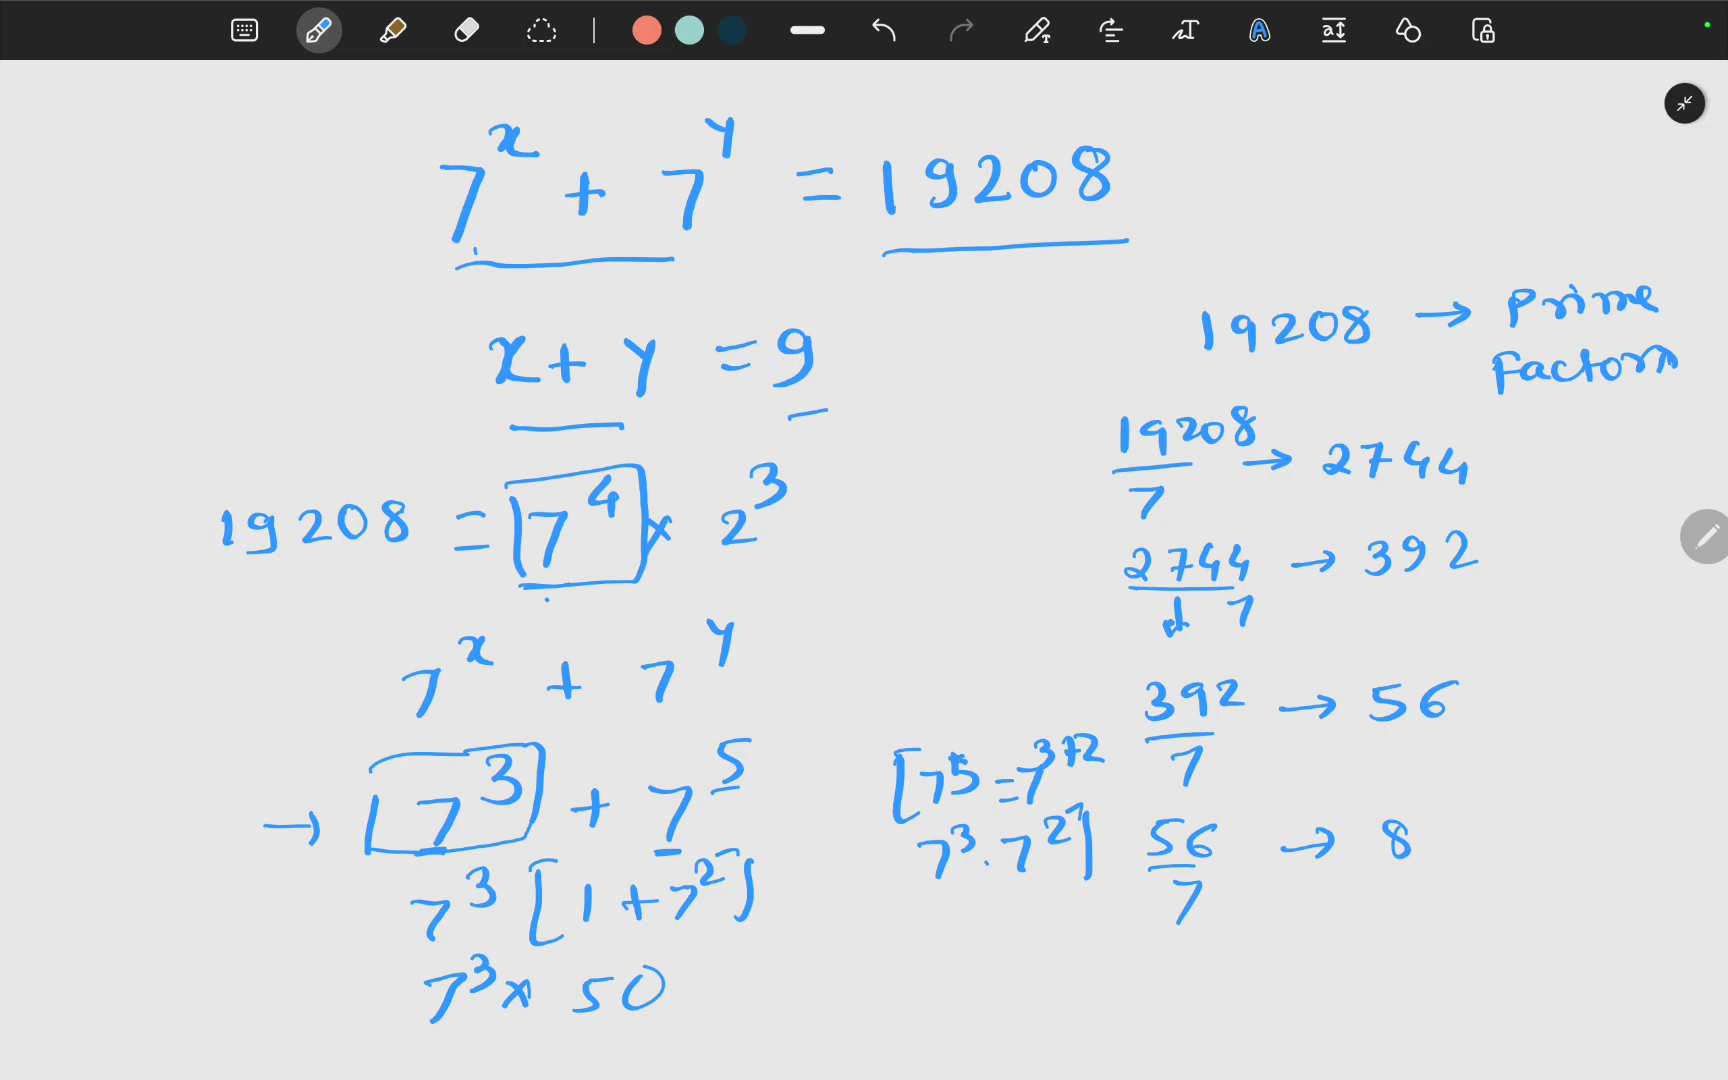 7^x + 7^y = 19208
x + y = 9
19208 = 7^4 × 2^3
7^x + 7^y
→ 7^3 + 7^5
7^3 [1 + 7^2]
7^3 × 50
[7^5 = 7^{3+2}
7^3 . 7^2]
19208 → Prime
Factors
19208/7 → 2744
2744/7 → 392
392/7 → 56
56/7 → 8